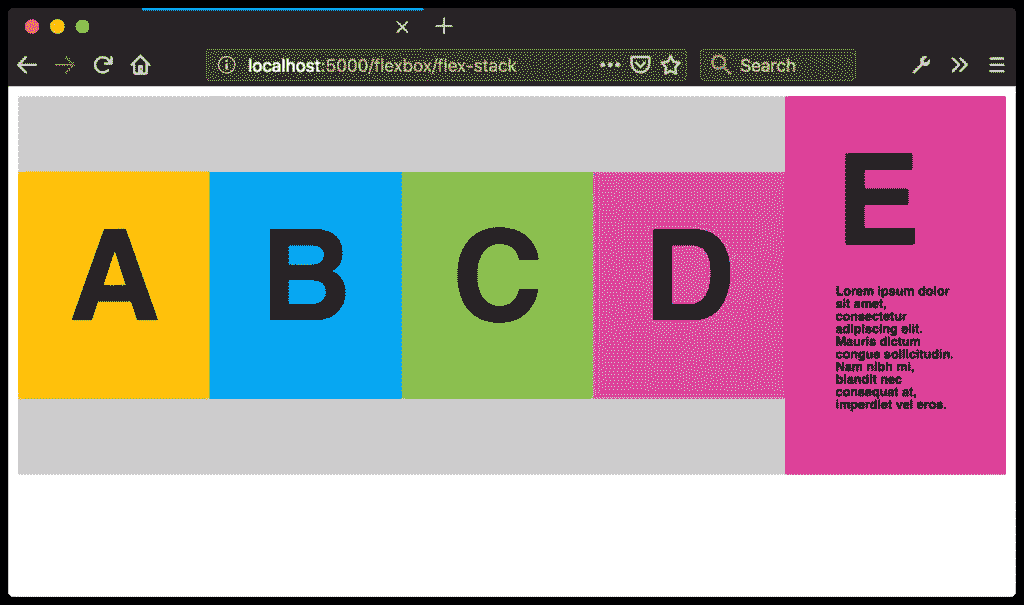 localhost:5000/flexbox/flex-stack
Search
A
B
C
D
E
Lorem ipsum dolor
sit amet,
consectetur
adipiscing elit.
Mauris dictum
congue sollicitudin.
Nam nibh mi,
blandit nec
consequat at,
imperdiet vel eros.